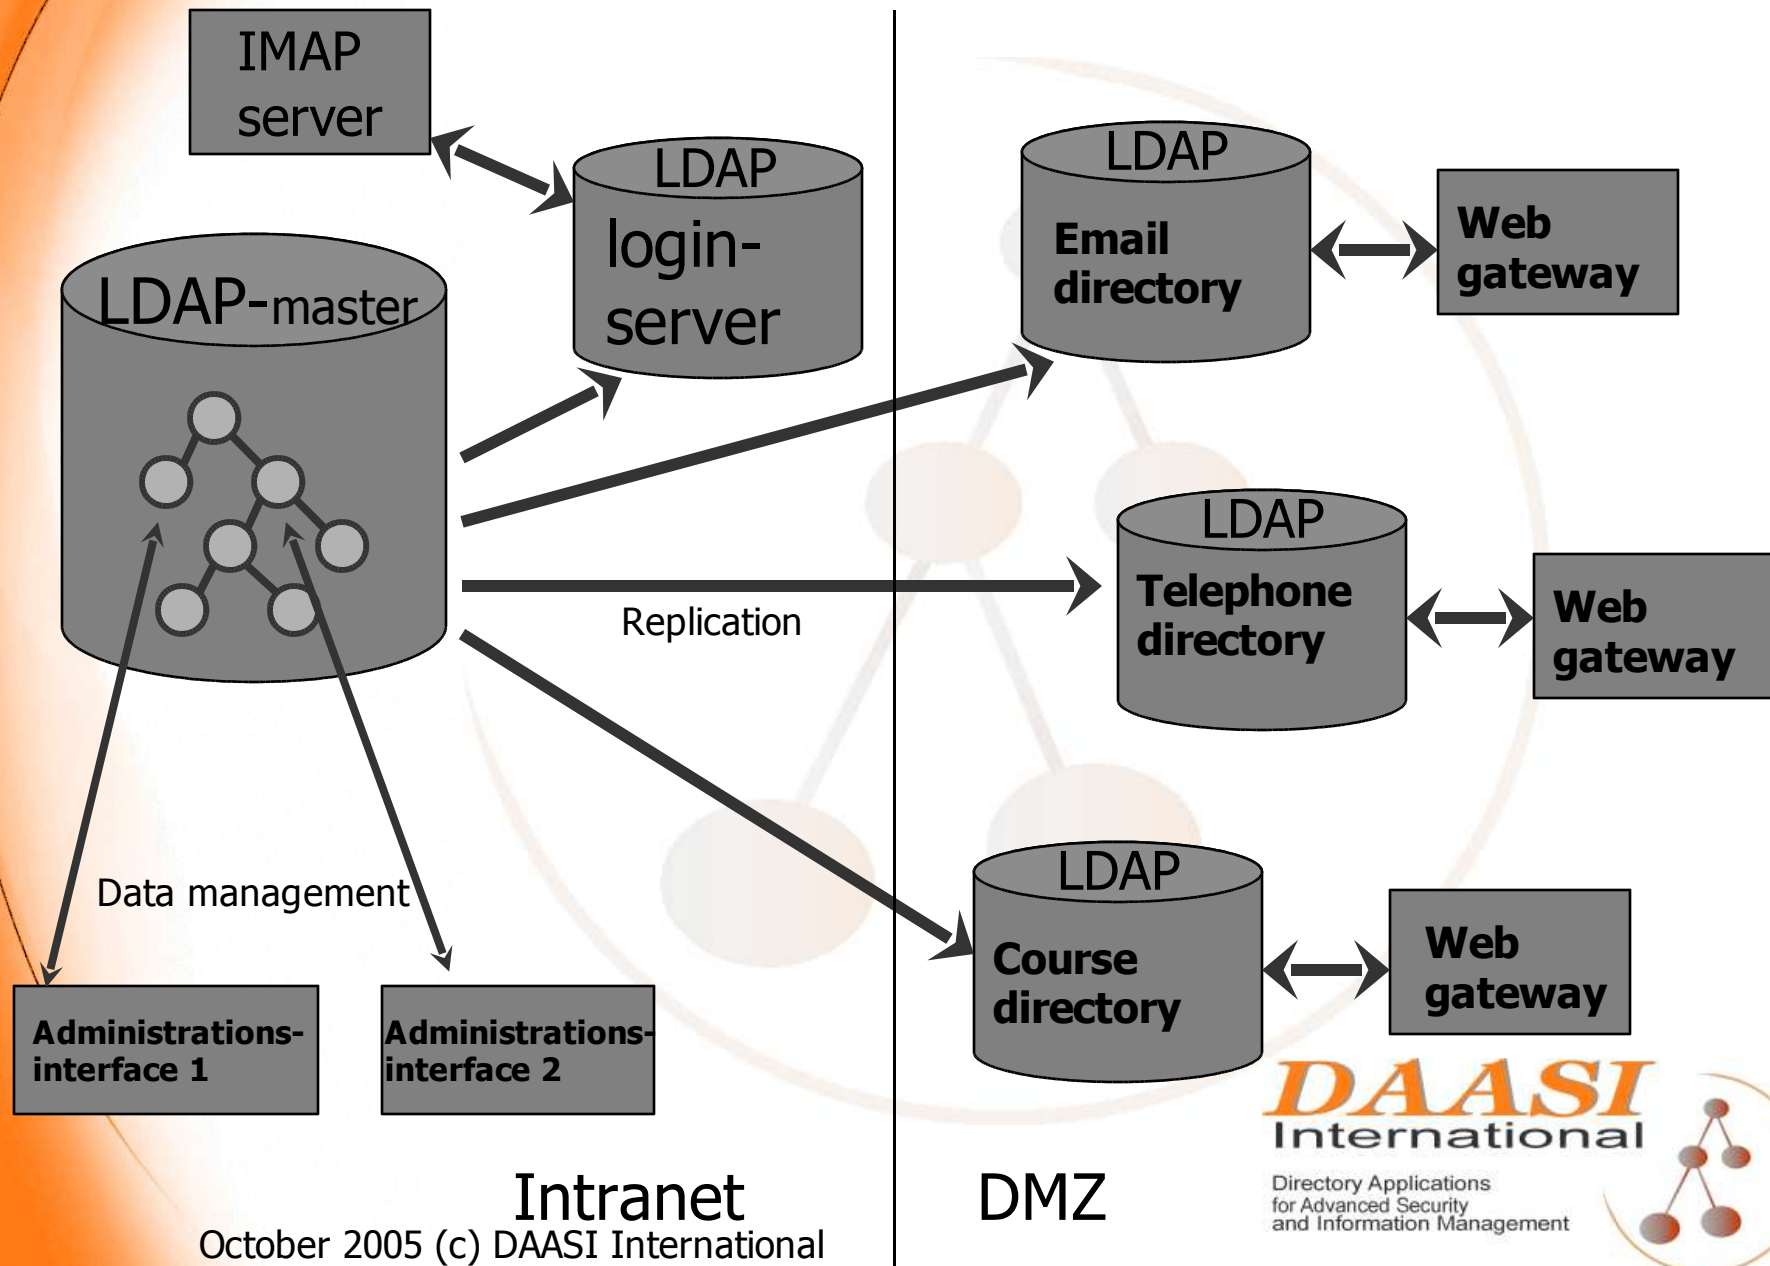 IMAP
server
LDAP
login-
server
LDAP-master
LDAP
Email
directory
Web
gateway
LDAP
Telephone
directory
Web
gateway
Replication
LDAP
Course
directory
Web
gateway
Data management
Administrations-
interface 1
Administrations-
interface 2
Intranet
DMZ
October 2005 (c) DAASI International
DAASI
International
Directory Applications
for Advanced Security
and Information Management